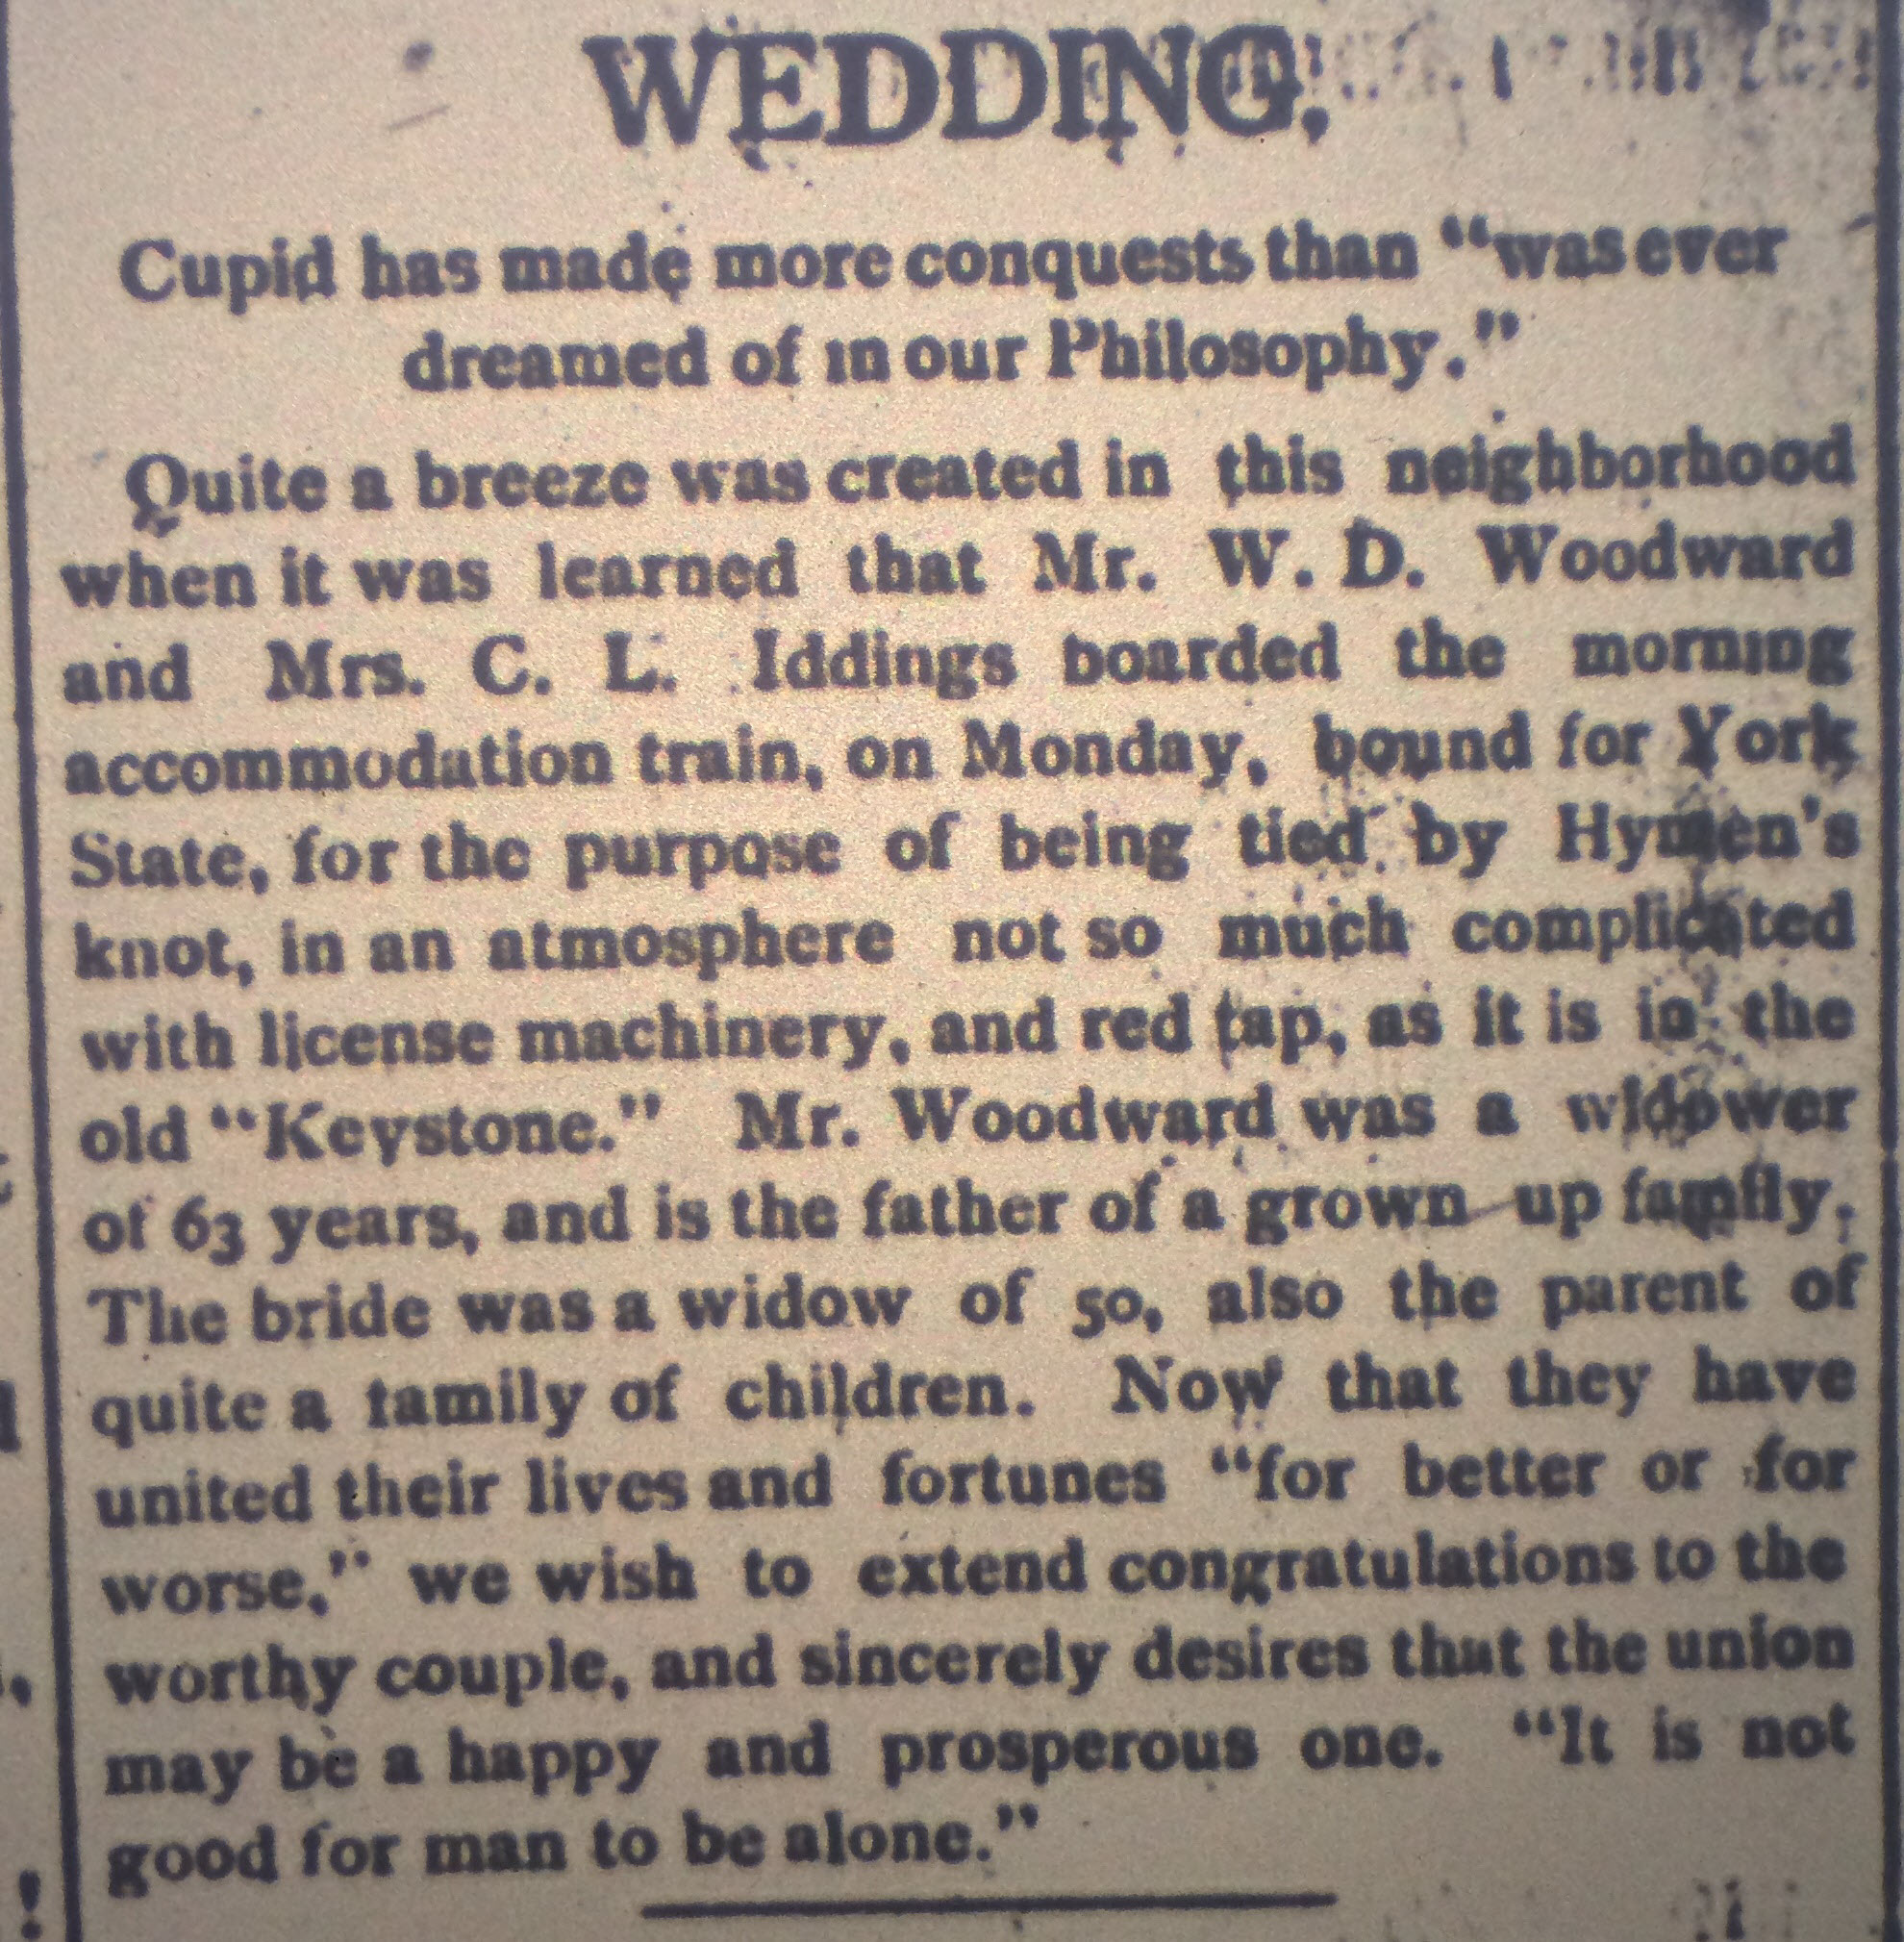 WEDDING.
Cupid has made more conquests than "was ever
dreamed of in our Philosophy."
Quite a breeze was created in this neighborhood
when it was learned that Mr. W. D. Woodward
and Mrs. C. L. Iddings boarded the morning
accommodation train, on Monday, bound for York
State, for the purpose of being tied by Hymen's
knot, in an atmosphere not so much complicated
with license machinery, and red tap, as it is in the
old "Keystone." Mr. Woodward was a widower
of 63 years, and is the father of a grown up family.
The bride was a widow of 50, also the parent of
quite a family of children. Now that they have
united their lives and fortunes "for better or for
worse," we wish to extend congratulations to the
worthy couple, and sincerely desires that the union
may be a happy and prosperous one. "It is not
good for man to be alone."